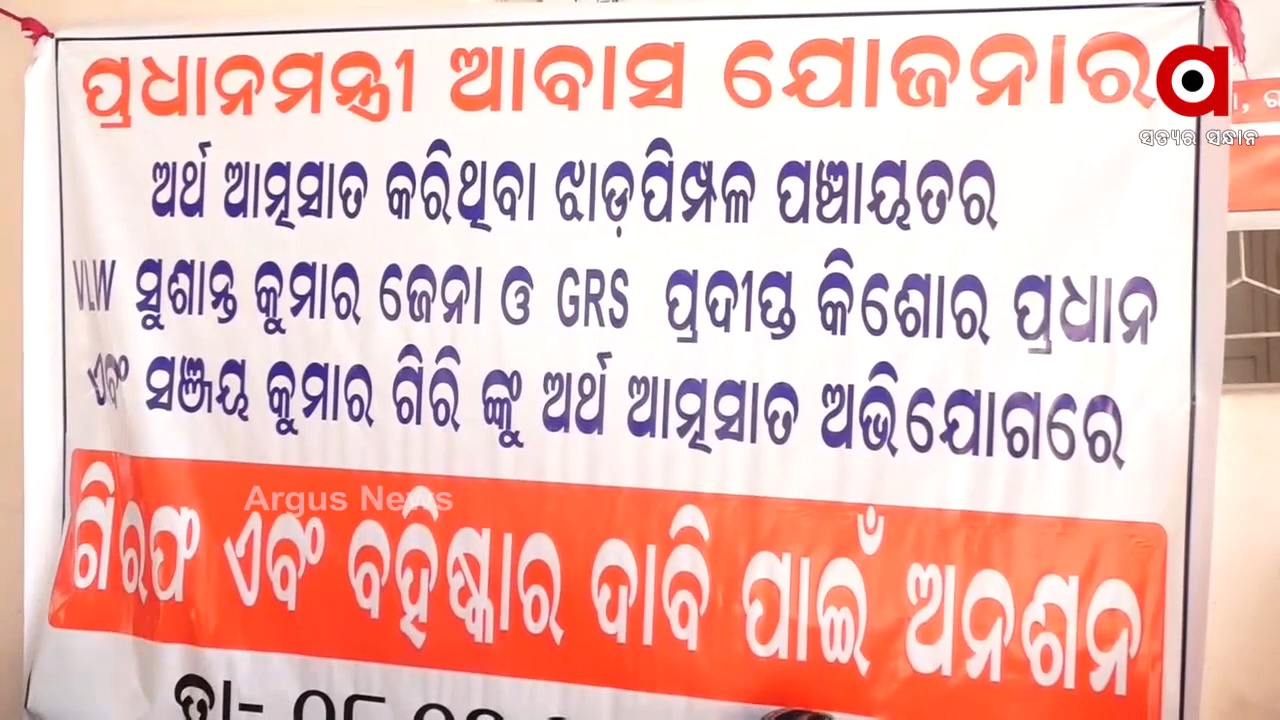 ପ୍ରଧାନମନ୍ତ୍ରୀ ଆବାସ ଯୋଜନାର
ସତ୍ୟର ସନ୍ଧାନ
ଅର୍ଥ ଆତ୍ମସାତ କରିଥିବା ଝାଡ଼ପିମ୍ପଳ ପଞ୍ଚାୟତର
VLW ସୁଶାନ୍ତ କୁମାର ଜେନା ଓ GRS ପ୍ରଦୀପ୍ତ କିଶୋର ପ୍ରଧାନ
ଏବଂ ସଞ୍ଜୟ କୁମାର ଗିରି ଙ୍କୁ ଅର୍ଥ ଆତ୍ମସାତ ଅଭିଯୋଗରେ
Argus News
ଗିରଫ ଏବଂ ବହିଷ୍କାର ଦାବି ପାଇଁ ଅନଶନ
ତା-